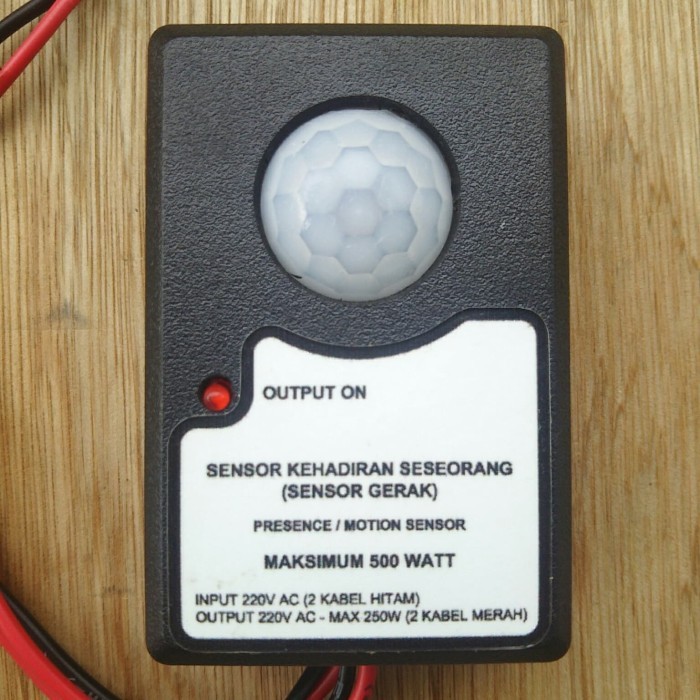 OUTPUT ON
SENSOR KEHADIRAN SESEORANG
(SENSOR GERAK)
PRESENCE / MOTION SENSOR
MAKSIMUM 500 WATT
INPUT 220V AC (2 KABEL HITAM)
OUTPUT 220V AC - MAX 250W (2 KABEL MERAH)